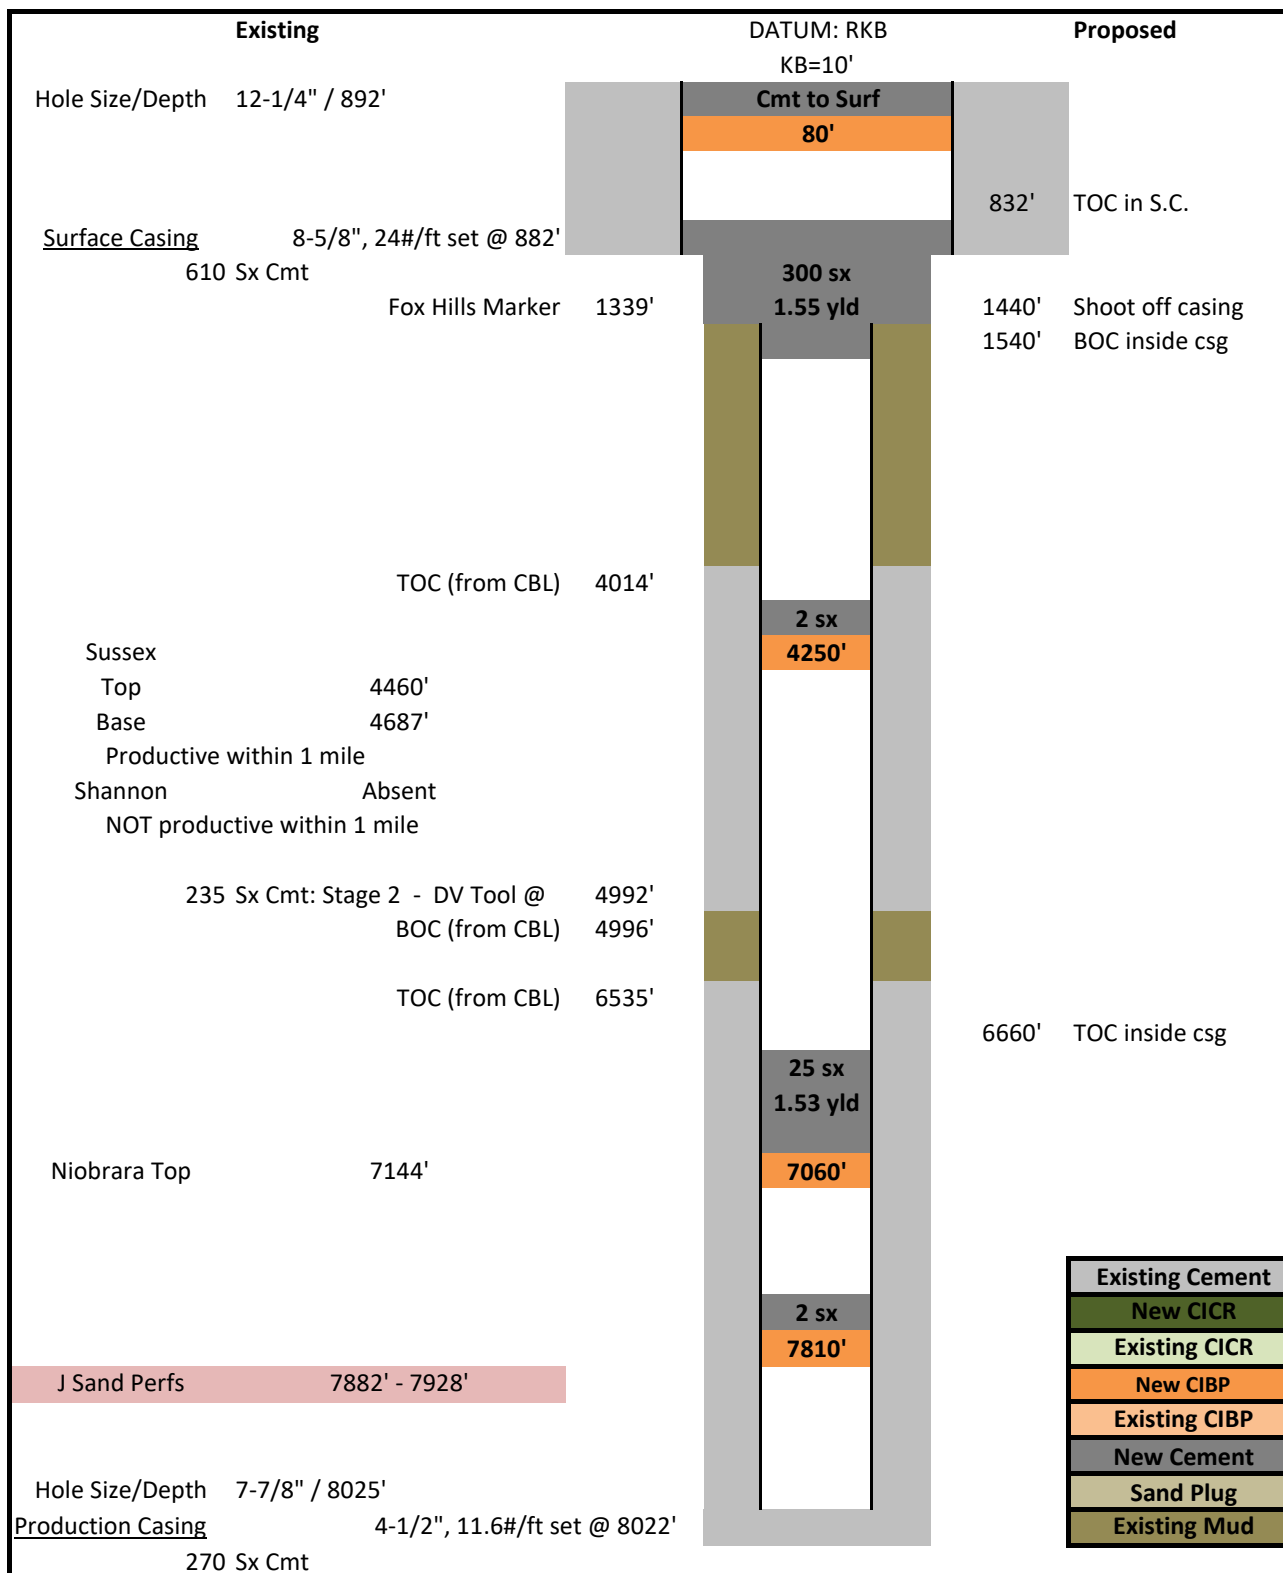 Existing DATUM: RKB Proposed
KB=10'
Hole Size/Depth 12-1/4" / 892' Cmt to Surf
80'
832' TOC in S.C.
Surface Casing 8-5/8", 24#/ft set @ 882'
610 Sx Cmt 300 sx
Fox Hills Marker 1339' 1.55 yld 1440' Shoot off casing
1540' BOC inside csg
TOC (from CBL) 4014'
2 sx
Sussex 4250'
Top 4460'
Base 4687'
Productive within 1 mile
Shannon Absent
NOT productive within 1 mile
235 Sx Cmt: Stage 2 - DV Tool @ 4992'
BOC (from CBL) 4996'
TOC (from CBL) 6535'
6660' TOC inside csg
25 sx
1.53 yld
Niobrara Top 7144' 7060'
Existing Cement
2 sx New CICR
7810' Existing CICR
J Sand Perfs 7882' - 7928' New CIBP
Existing CIBP
New Cement
Hole Size/Depth 7-7/8" / 8025' Sand Plug
Production Casing 4-1/2", 11.6#/ft set @ 8022' Existing Mud
270 Sx Cmt